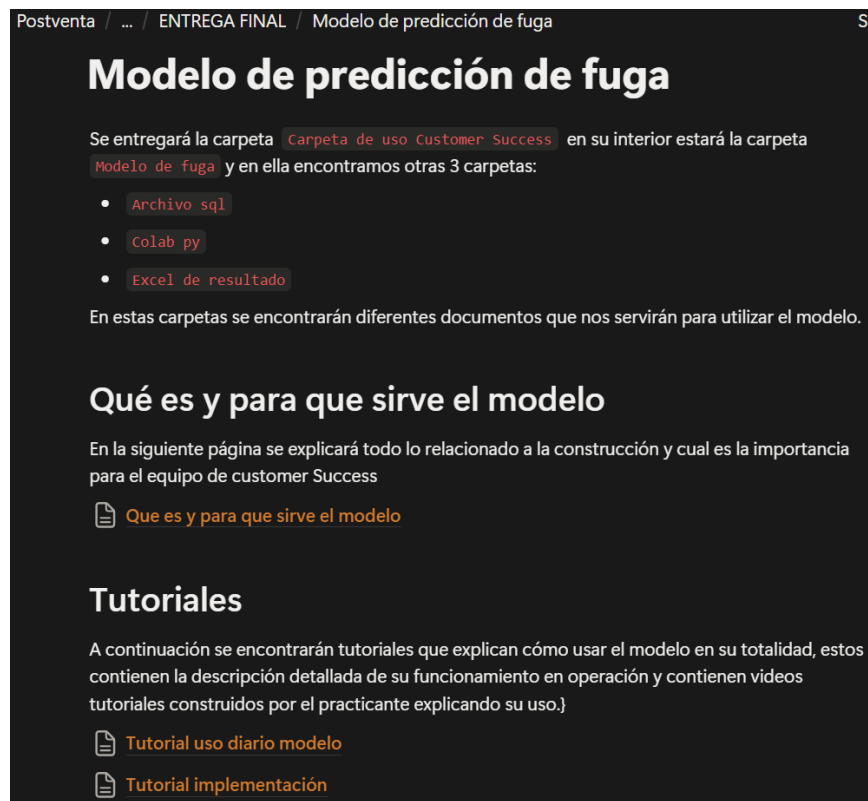 Postventa / ... / ENTREGA FINAL / Modelo de predicción de fuga S
Modelo de predicción de fuga
Se entregará la carpeta Carpeta de uso Customer Success en su interior estará la carpeta
Modelo de fuga y en ella encontramos otras 3 carpetas:
• Archivo sql
• Colab py
• Excel de resultado
En estas carpetas se encontrarán diferentes documentos que nos servirán para utilizar el modelo.
Qué es y para que sirve el modelo
En la siguiente página se explicará todo lo relacionado a la construcción y cual es la importancia
para el equipo de customer Success
Que es y para que sirve el modelo
Tutoriales
A continuación se encontrarán tutoriales que explican cómo usar el modelo en su totalidad, estos
contienen la descripción detallada de su funcionamiento en operación y contienen videos
tutoriales construidos por el practicante explicando su uso.}
Tutorial uso diario modelo
Tutorial implementación